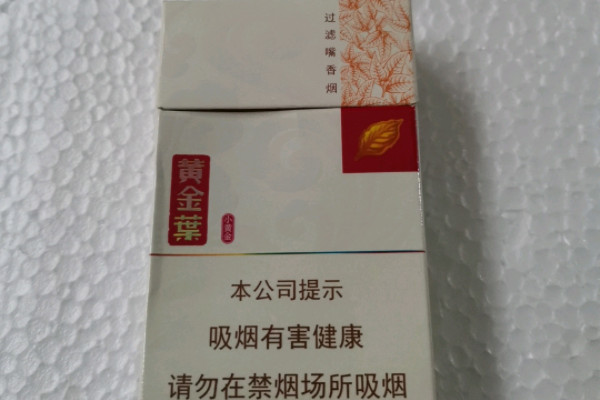 过滤嘴香烟
黄金葉
小黄金
本公司提示
吸烟有害健康
请勿在禁烟场所吸烟